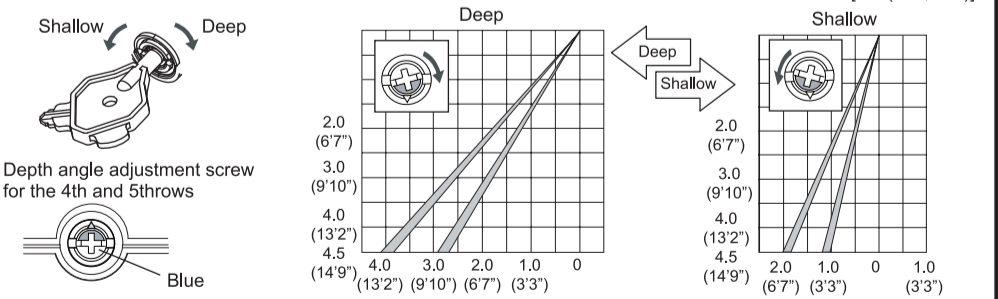 Deep
Shallow
Shallow
Deep
Deep
Shallow
Depth angle adjustment screw
for the 4th and 5throws
Blue
2.0
(6'7")
3.0
(9'10")
4.0
(13'2")
4.5
(14'9")
4.0 3.0 2.0 1.0 0
(13'2") (9'10") (6'7") (3'3")
2.0
(6'7")
3.0
(9'10")
4.0
(13'2")
4.5
(14'9")
2.0 1.0 0 1.0
(6'7") (3'3") (3'3")